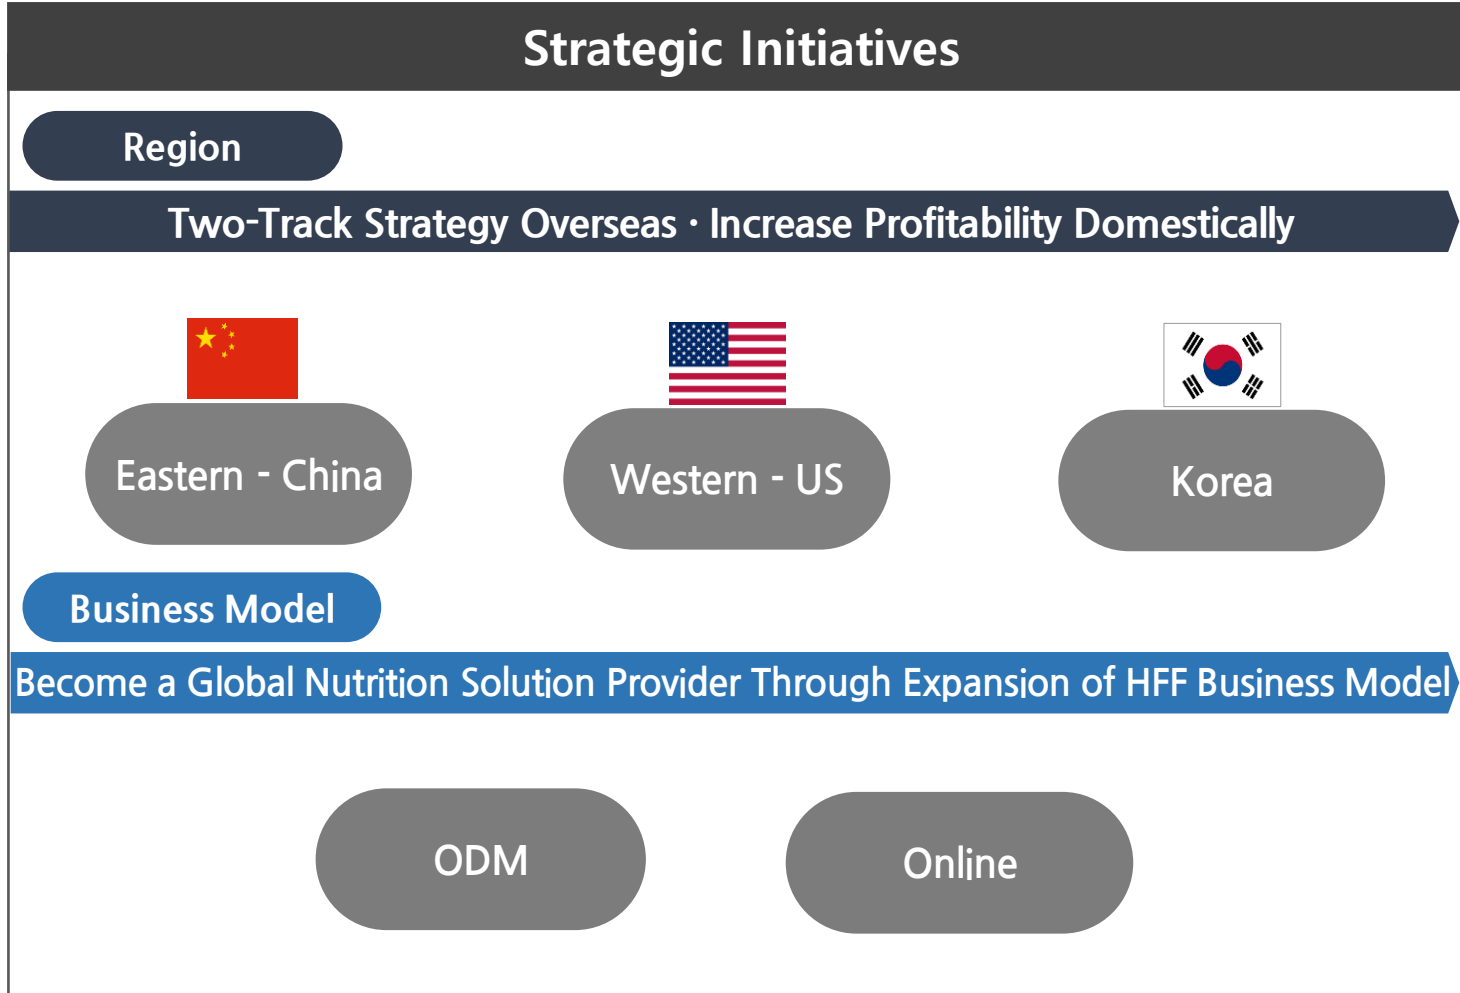 Strategic Initiatives
Region
Two-Track Strategy Overseas · Increase Profitability Domestically
Eastern - China
Western - US
Korea
Business Model
Become a Global Nutrition Solution Provider Through Expansion of HFF Business Model
ODM
Online